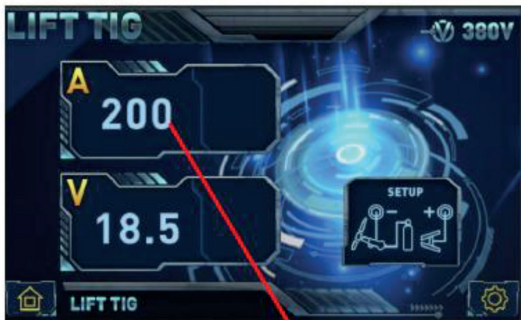 LIFT TIG
380V
A
200
V
18.5
SETUP
- +
LIFT TIG